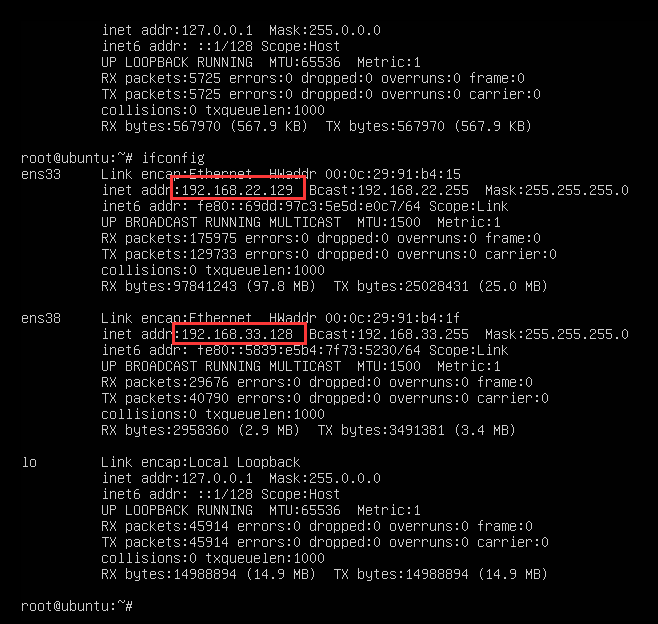 inet addr:127.0.0.1  Mask:255.0.0.0
inet6 addr: ::1/128 Scope:Host
UP LOOPBACK RUNNING  MTU:65536  Metric:1
RX packets:5725 errors:0 dropped:0 overruns:0 frame:0
TX packets:5725 errors:0 dropped:0 overruns:0 carrier:0
collisions:0 txqueuelen:1000
RX bytes:567970 (567.9 KB)  TX bytes:567970 (567.9 KB)
root@ubuntu:~# ifconfig
ens33     Link encap:Ethernet  HWaddr 00:0c:29:91:b4:15
inet addr:192.168.22.129  Bcast:192.168.22.255  Mask:255.255.255.0
inet6 addr: fe80::69dd:97c3:5e5d:e0c7/64 Scope:Link
UP BROADCAST RUNNING MULTICAST  MTU:1500  Metric:1
RX packets:175975 errors:0 dropped:0 overruns:0 frame:0
TX packets:129733 errors:0 dropped:0 overruns:0 carrier:0
collisions:0 txqueuelen:1000
RX bytes:97841243 (97.8 MB)  TX bytes:25028431 (25.0 MB)
ens38     Link encap:Ethernet  HWaddr 00:0c:29:91:b4:1f
inet addr:192.168.33.128  Bcast:192.168.33.255  Mask:255.255.255.0
inet6 addr: fe80::5839:e5b4:7f73:5230/64 Scope:Link
UP BROADCAST RUNNING MULTICAST  MTU:1500  Metric:1
RX packets:29676 errors:0 dropped:0 overruns:0 frame:0
TX packets:40790 errors:0 dropped:0 overruns:0 carrier:0
collisions:0 txqueuelen:1000
RX bytes:2958360 (2.9 MB)  TX bytes:3491381 (3.4 MB)
lo        Link encap:Local Loopback
inet addr:127.0.0.1  Mask:255.0.0.0
inet6 addr: ::1/128 Scope:Host
UP LOOPBACK RUNNING  MTU:65536  Metric:1
RX packets:45914 errors:0 dropped:0 overruns:0 frame:0
TX packets:45914 errors:0 dropped:0 overruns:0 carrier:0
collisions:0 txqueuelen:1000
RX bytes:14988894 (14.9 MB)  TX bytes:14988894 (14.9 MB)
root@ubuntu:~#